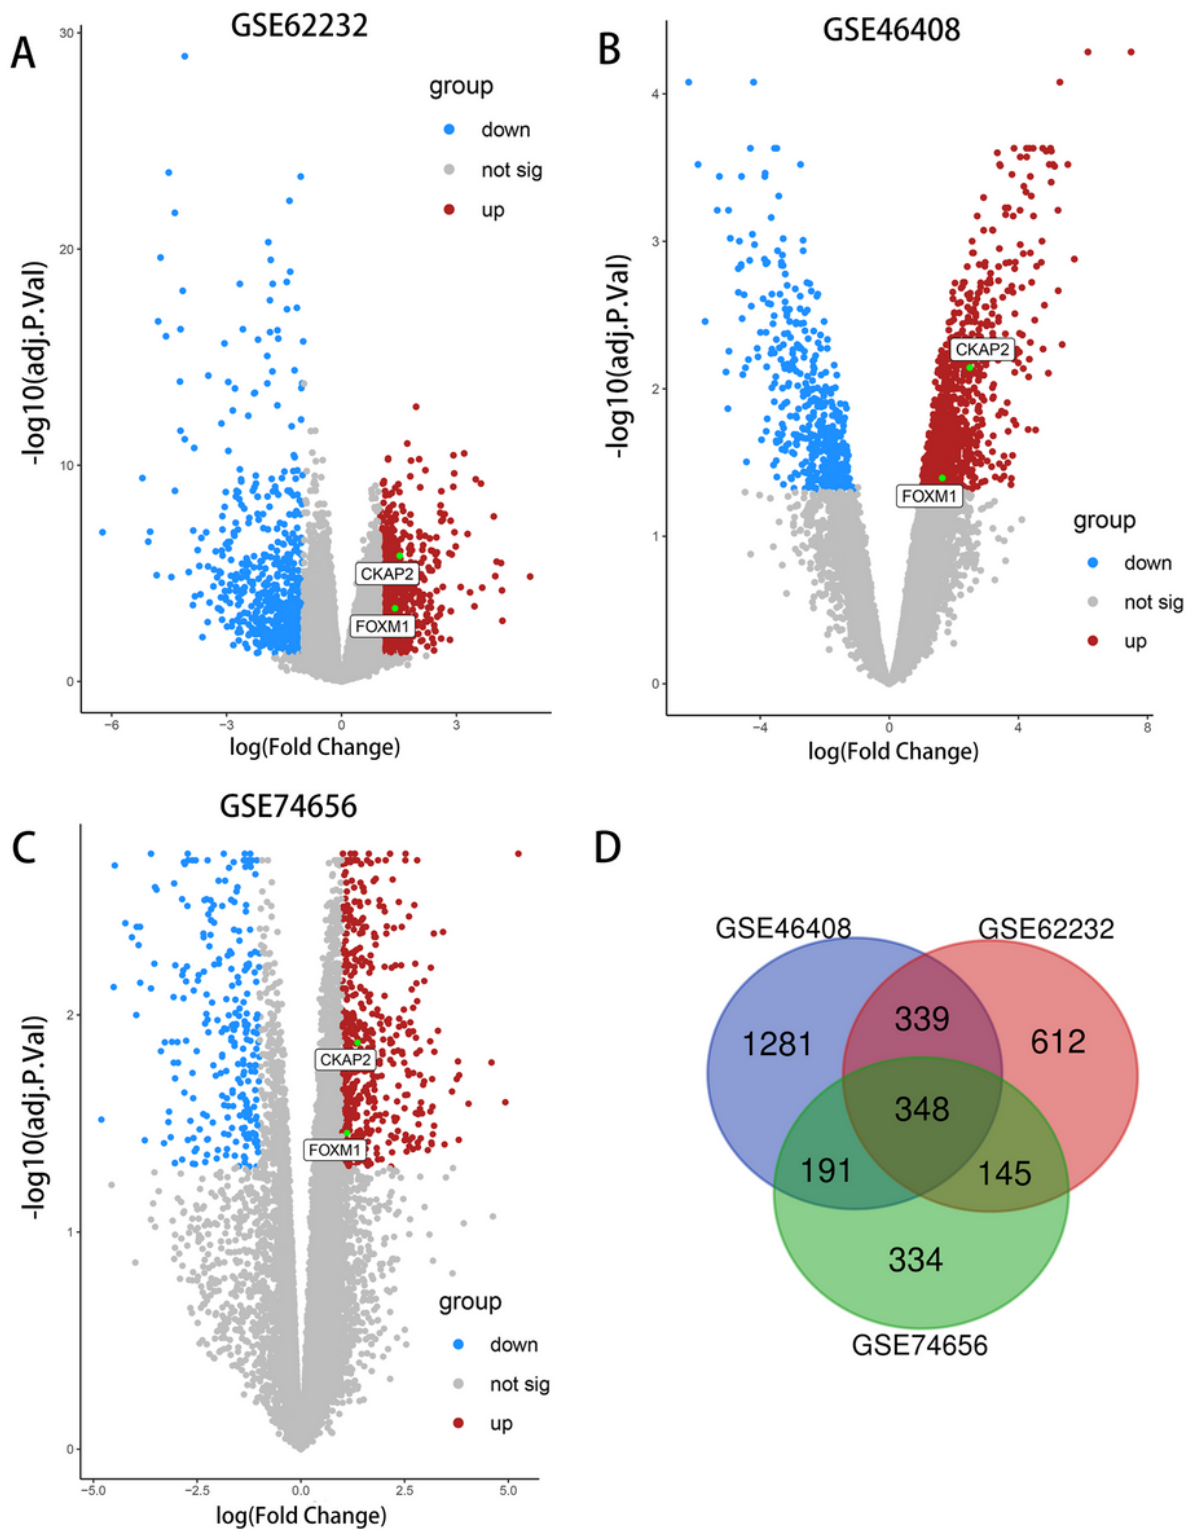 A
GSE62232
-log10(adj.P.Val)
30
20
10
0
group
down
not sig
up
CKAP2
FOXM1
−6
−3
0
3
log(Fold Change)
B
GSE46408
-log10(adj.P.Val)
4
3
2
1
0
CKAP2
FOXM1
group
down
not sig
up
−4
0
4
8
log(Fold Change)
C
GSE74656
-log10(adj.P.Val)
2
1
0
CKAP2
FOXM1
group
down
not sig
up
−5.0
−2.5
0.0
2.5
5.0
log(Fold Change)
D
GSE46408
GSE62232
1281
339
612
348
191
145
334
GSE74656